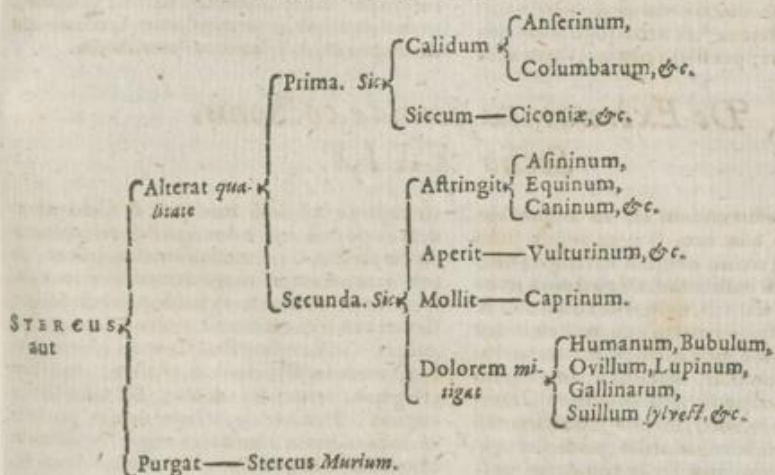 Anſerinum,
Calidum
Columbarum, &c.
Prima. Sic
Siccum — Ciconiæ, &c.
Alterat qua-
litate
Aſininum,
Aſtringit Equinum,
Caninum, &c.
Aperit — Vulturinum, &c.
Secunda. Sic Mollit — Caprinum.
STERCUS
aut
Humanum, Bubulum,
Dolorem mi- Ovillum, Lupinum,
tigat Gallinarum,
Suillum ſylveſt. &c.
Purgat — Stercus Murium.